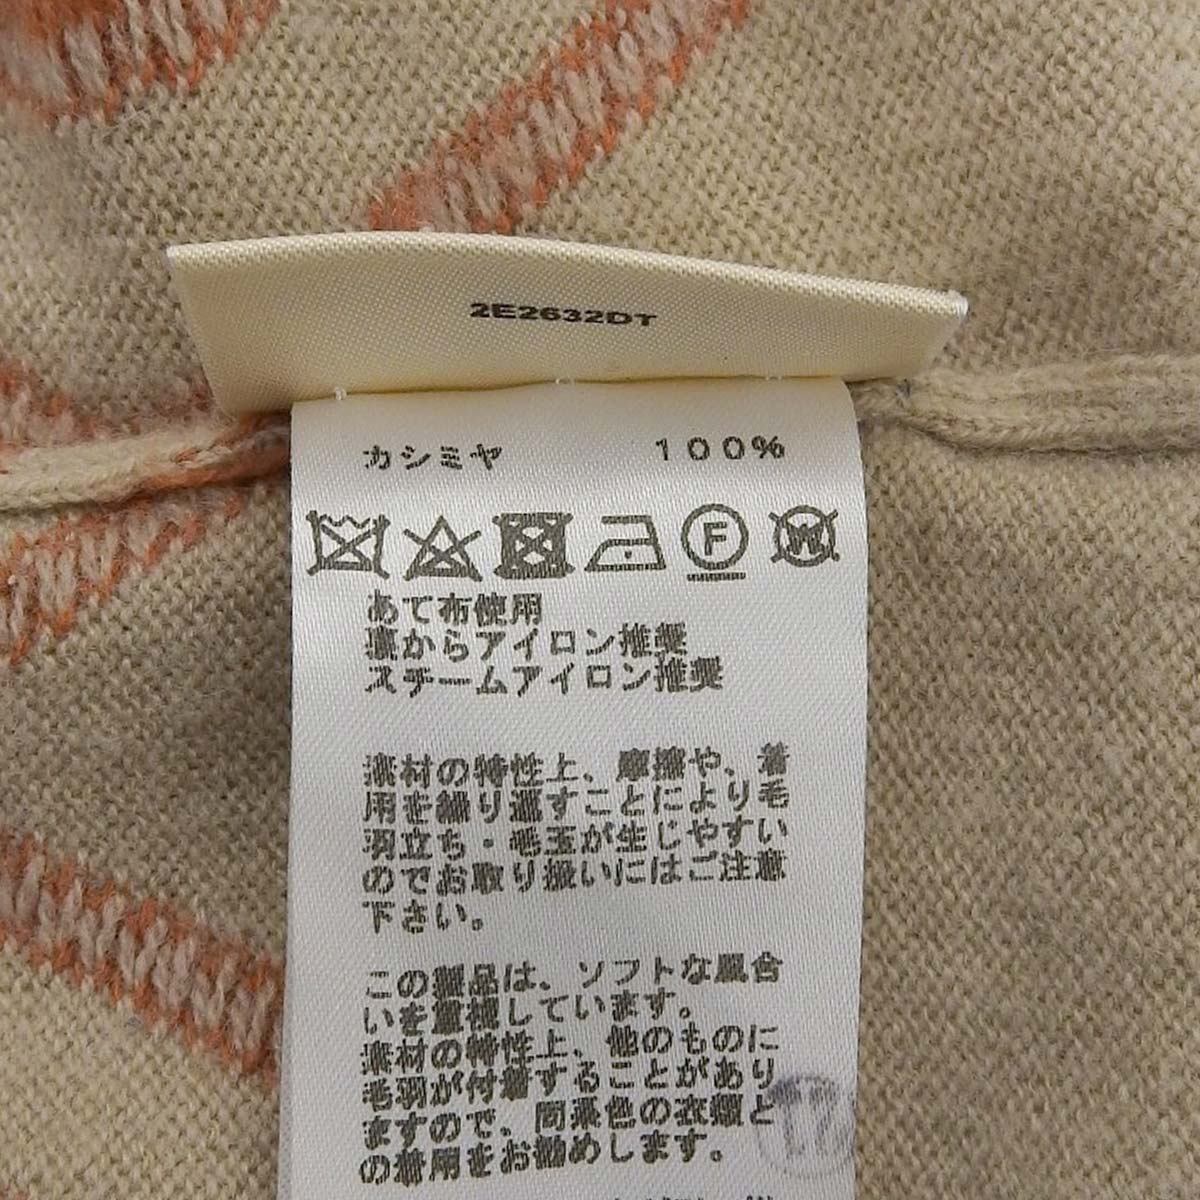 2E2632DT
カシミヤ 100%
F W
あて布使用
裏からアイロン推奨
スチームアイロン推奨
素材の特性上、摩擦や、着
用を繰り返すことにより毛
羽立ち・毛玉が生じやすい
のでお取り扱いにはご注意
下さい。
この製品は、ソフトな風合
いを重視しています。
素材の特性上、他のものに
毛羽が付着することがあり
ますので、同系色の衣類と
の着用をお勧めします。
17